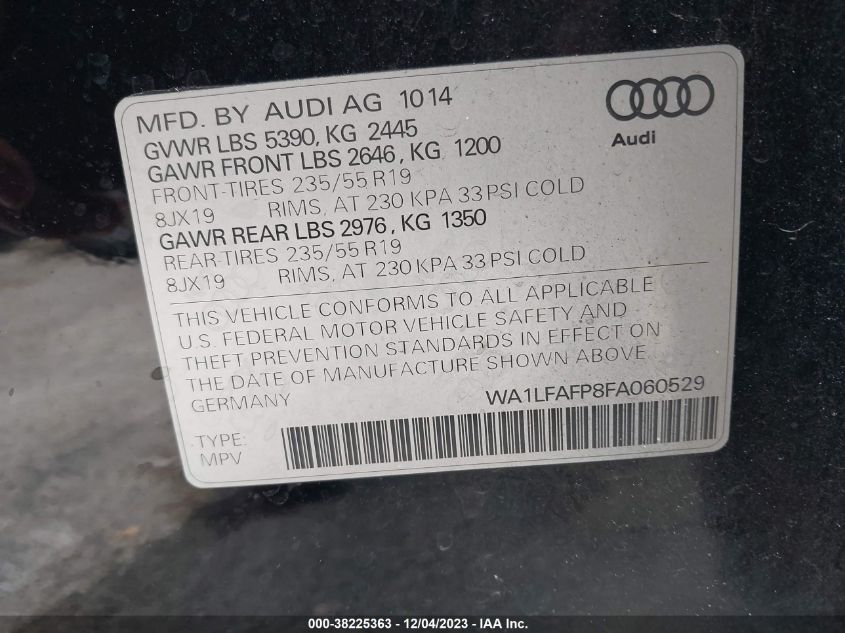 MFD. BY AUDI AG 10 14
GVWR LBS 5390, KG 2445
GAWR FRONT LBS 2646, KG 1200
FRONT-TIRES 235/55 R19
8JX19 RIMS, AT 230 KPA 33 PSI COLD
GAWR REAR LBS 2976, KG 1350
REAR TIRES 235/55 R19
8JX19 RIMS, AT 230 KPA 33 PSI COLD
Audi
THIS VEHICLE CONFORMS TO ALL APPLICABLE
U.S. FEDERAL MOTOR VEHICLE SAFETY AND
THEFT PREVENTION STANDARDS IN EFFECT ON
THE DATE OF MANUFACTURE SHOWN ABOVE
GERMANY WA1LFAFP8FA060529
TYPE:
MPV
000-38225363 - 12/04/2023 - IAA Inc.